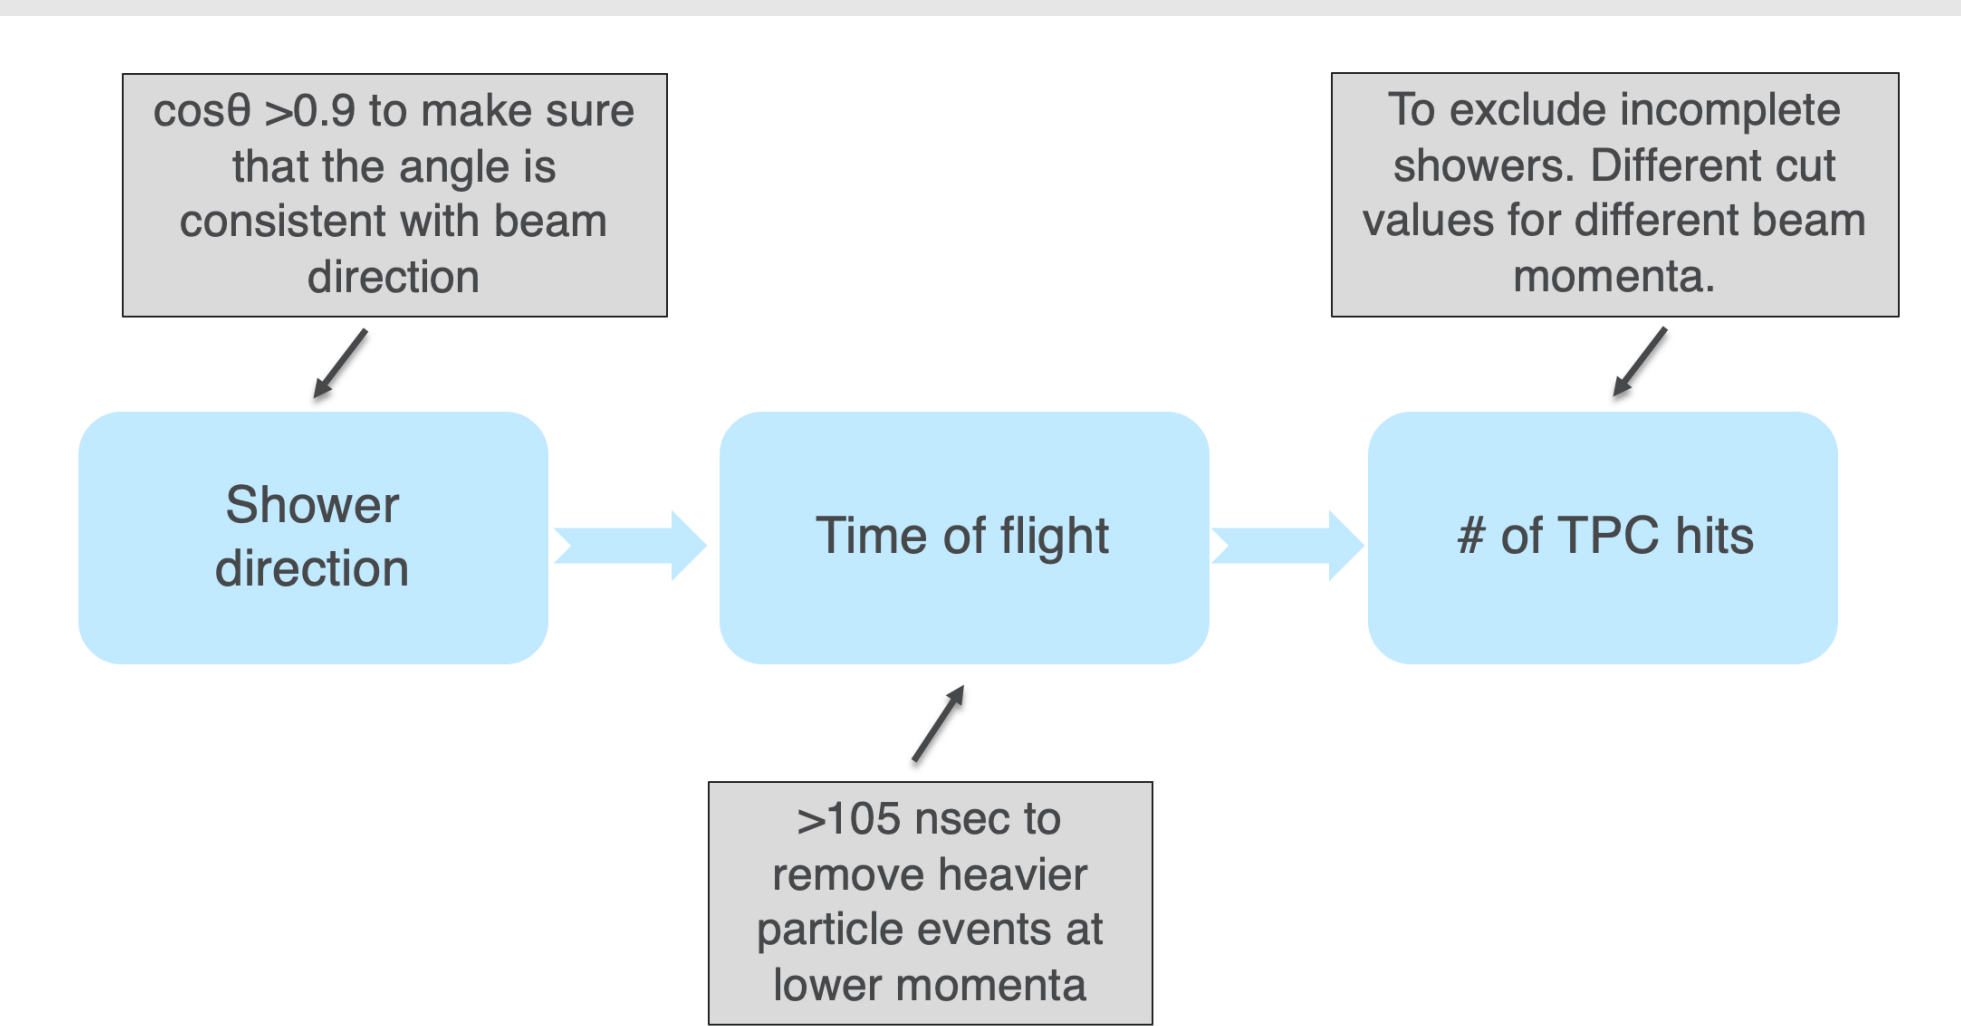 cosθ >0.9 to make sure
that the angle is
consistent with beam
direction
To exclude incomplete
showers. Different cut
values for different beam
momenta.
Shower
direction
Time of flight
# of TPC hits
>105 nsec to
remove heavier
particle events at
lower momenta